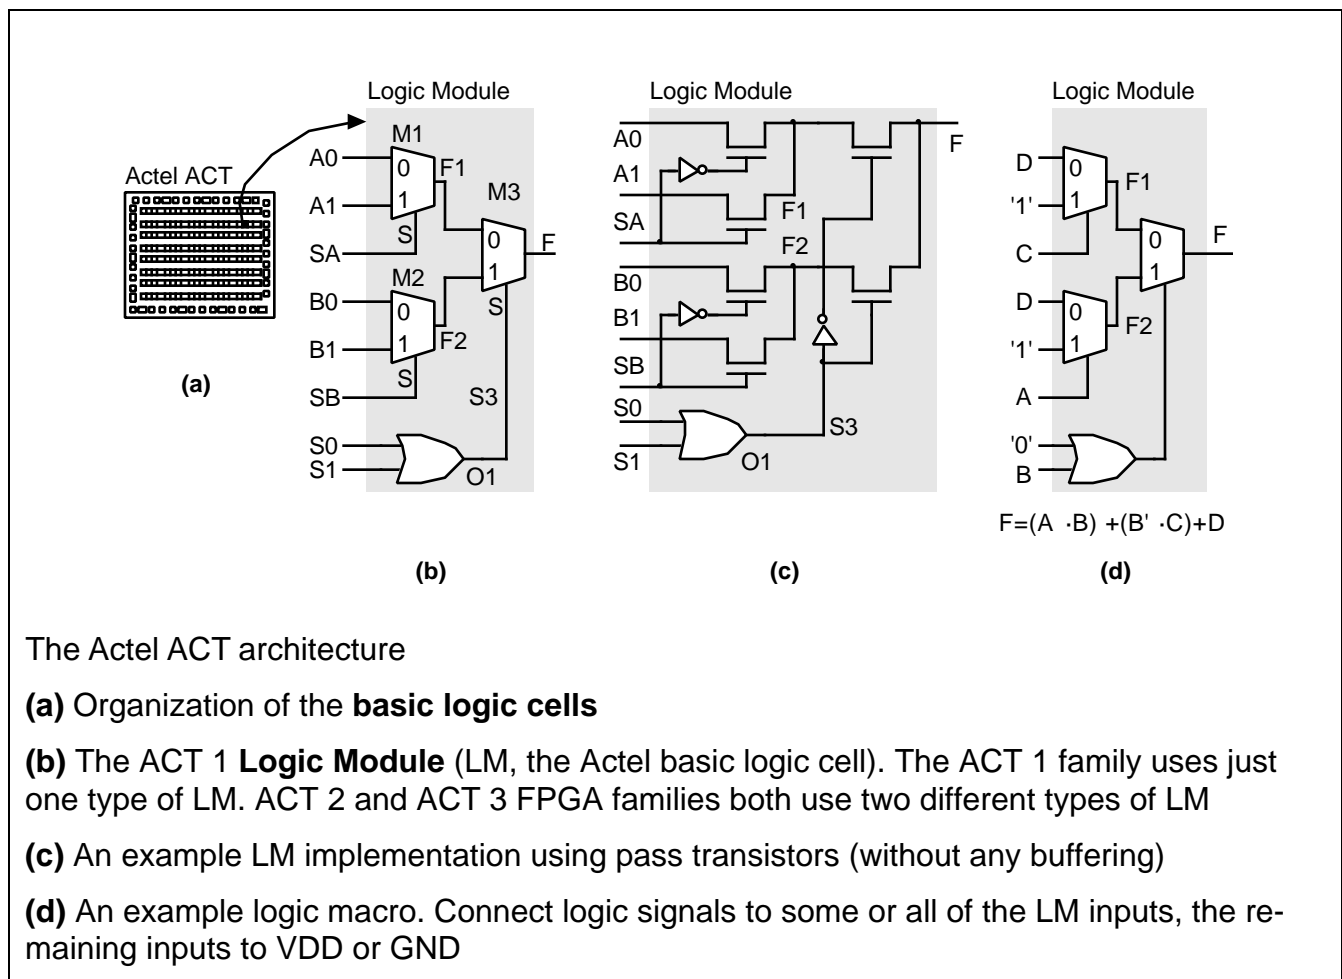 Logic Module
M1
A0
0
F1
A1
1
S
SA
M3
0
1
S
F
M2
B0
0
F2
B1
1
S
SB
S3
S0
S1
O1
Actel ACT
(a)
(b)
Logic Module
A0
A1
SA
F1
F2
B0
B1
SB
S0
S1
O1
S3
F
(c)
Logic Module
D
0
F1
'1'
1
C
0
1
F
D
0
F2
'1'
1
A
'0'
B
F=(A ·B) +(B' ·C)+D
(d)
The Actel ACT architecture
(a) Organization of the basic logic cells
(b) The ACT 1 Logic Module (LM, the Actel basic logic cell). The ACT 1 family uses just
one type of LM. ACT 2 and ACT 3 FPGA families both use two different types of LM
(c) An example LM implementation using pass transistors (without any buffering)
(d) An example logic macro. Connect logic signals to some or all of the LM inputs, the re-
maining inputs to VDD or GND